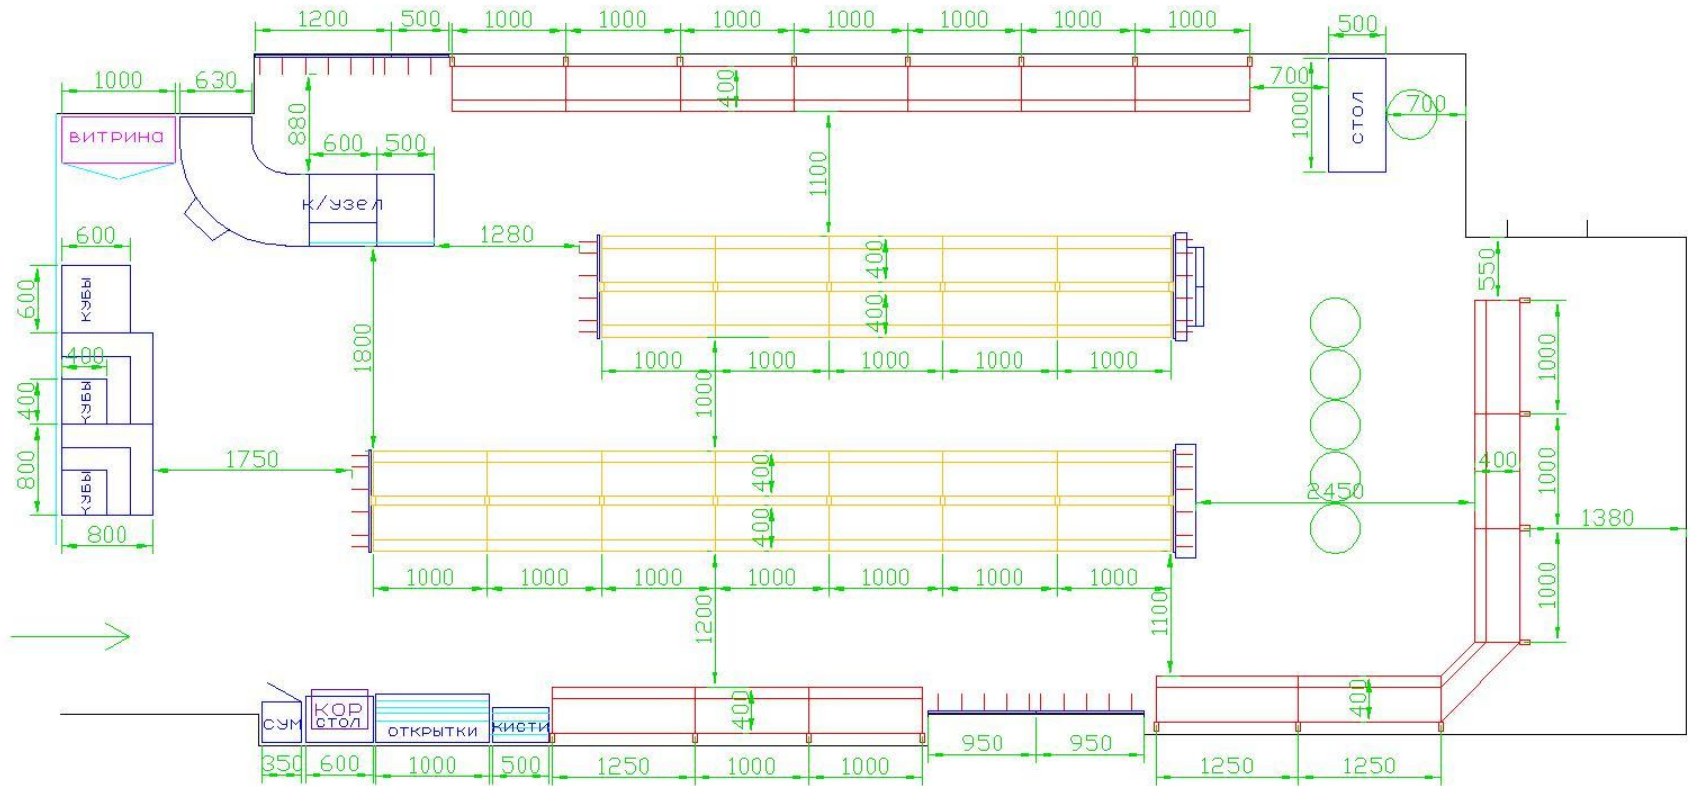 1200 500 1000 1000 1000 1000 1000 1000 1000 500
1000 630 400 700 1000 700
ВИТРИНА 880 СТОЛ
600 500 1100
К/УЗЕЛ
600 1280 400 550
600 КУБЫ 400
400 1800 1000 1000 1000 1000 1000 1000
400 КУБЫ 1000
800 КУБЫ 1750 400 400 1000
2450
800 400 1380
1000 1000 1000 1000 1000 1000 1000 1000
1200 1100
СУМ КОР 400 400
СТОЛ ОТКРЫТКИ КИСТИ
350 600 1000 500 1250 1000 1000 950 950 1250 1250